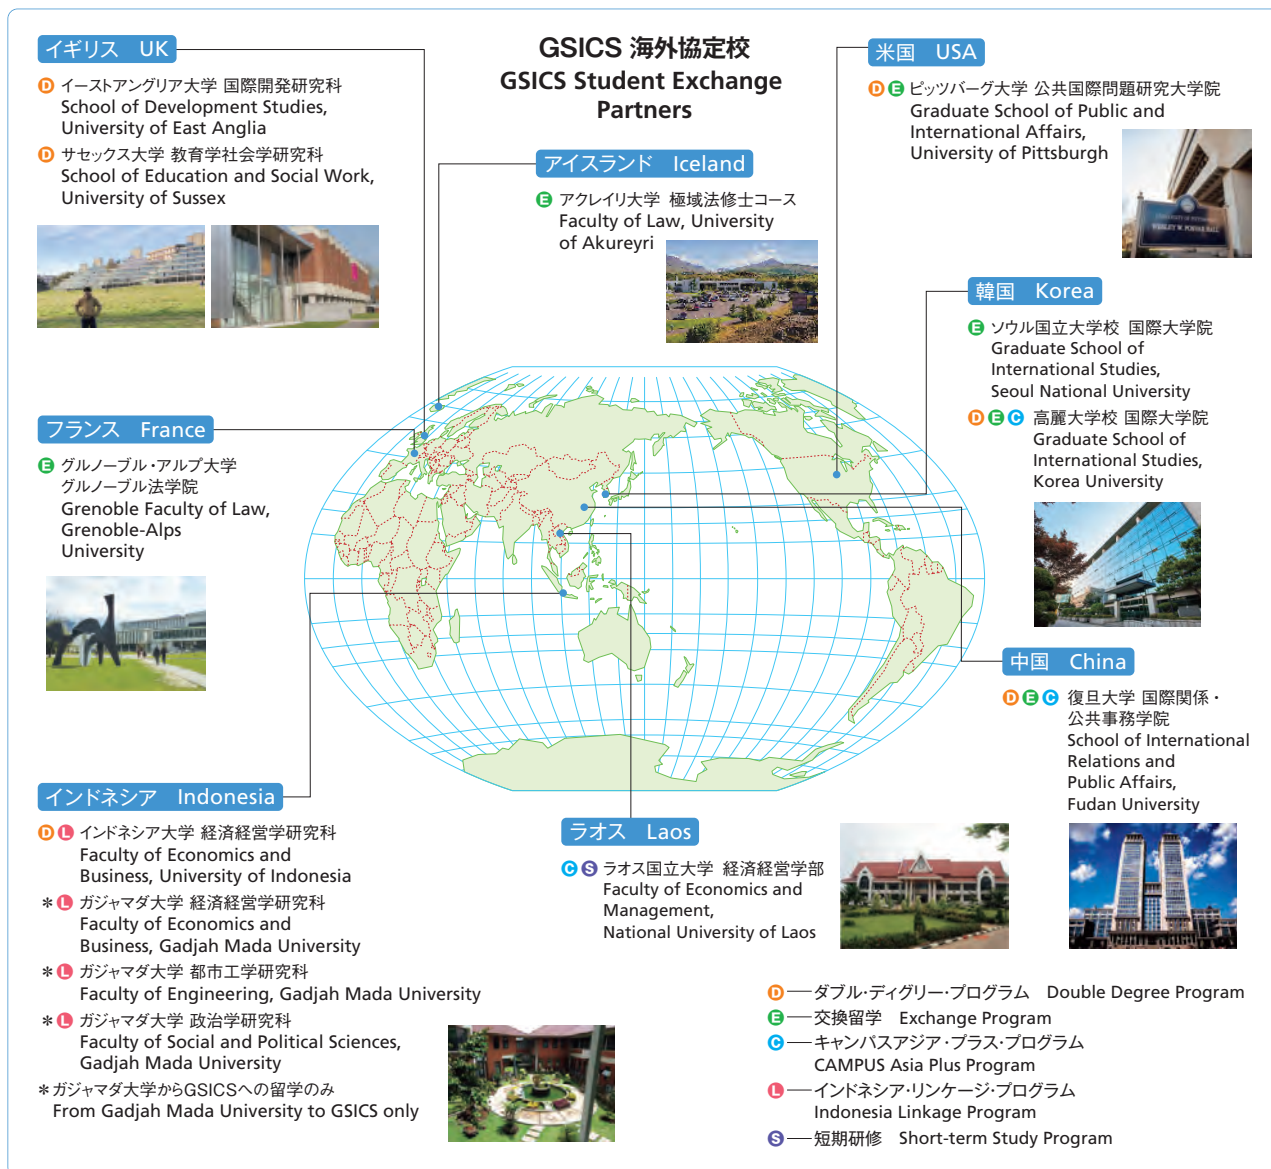 GSICS 海外協定校
GSICS Student Exchange
Partners
イギリス UK
D イーストアングリア大学 国際開発研究科
School of Development Studies,
University of East Anglia
D サセックス大学 教育学社会学研究科
School of Education and Social Work,
University of Sussex
アイスランド Iceland
E アクレイリ大学 極域法修士コース
Faculty of Law, University
of Akureyri
米国 USA
D E ピッツバーグ大学 公共国際問題研究大学院
Graduate School of Public and
International Affairs,
University of Pittsburgh
UNIVERSITY OF PITTSBURGH
WESLEY W. POSVAR HALL
韓国 Korea
E ソウル国立大学校 国際大学院
Graduate School of
International Studies,
Seoul National University
D E C 高麗大学校 国際大学院
Graduate School of
International Studies,
Korea University
フランス France
E グルノーブル・アルプ大学
グルノーブル法学院
Grenoble Faculty of Law,
Grenoble-Alps
University
中国 China
D E C 復旦大学 国際関係・
公共事務学院
School of International
Relations and
Public Affairs,
Fudan University
インドネシア Indonesia
D L インドネシア大学 経済経営学研究科
Faculty of Economics and
Business, University of Indonesia
＊ L ガジャマダ大学 経済経営学研究科
Faculty of Economics and
Business, Gadjah Mada University
＊ L ガジャマダ大学 都市工学研究科
Faculty of Engineering, Gadjah Mada University
＊ L ガジャマダ大学 政治学研究科
Faculty of Social and Political Sciences,
Gadjah Mada University
＊ガジャマダ大学からGSICSへの留学のみ
From Gadjah Mada University to GSICS only
ラオス Laos
C S ラオス国立大学 経済経営学部
Faculty of Economics and
Management,
National University of Laos
D ― ダブル・ディグリー・プログラム Double Degree Program
E ― 交換留学 Exchange Program
C ― キャンパスアジア・プラス・プログラム
CAMPUS Asia Plus Program
L ― インドネシア・リンケージ・プログラム
Indonesia Linkage Program
S ― 短期研修 Short-term Study Program